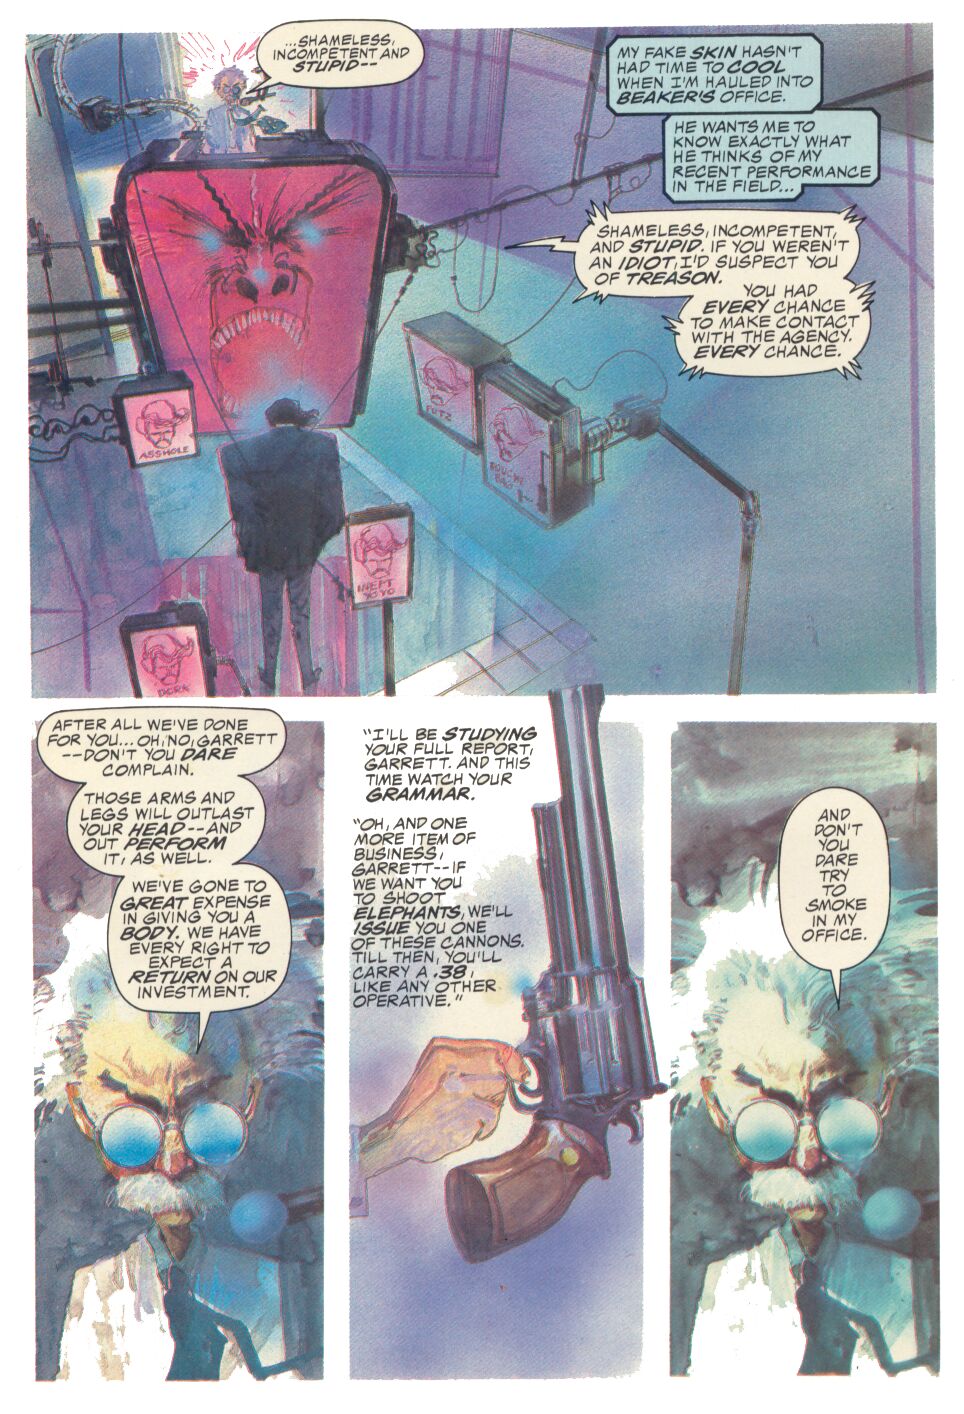 ...SHAMELESS,
INCOMPETENT AND
STUPID--
MY FAKE SKIN HASN'T
HAD TIME TO COOL
WHEN I'M HAULED INTO
BEAKER'S OFFICE.
HE WANTS ME TO
KNOW EXACTLY WHAT
HE THINKS OF MY
RECENT PERFORMANCE
IN THE FIELD...
SHAMELESS, INCOMPETENT,
AND STUPID. IF YOU WEREN'T
AN IDIOT, I'D SUSPECT YOU
OF TREASON.
YOU HAD
EVERY CHANCE
TO MAKE CONTACT
WITH THE AGENCY.
EVERY CHANCE.
PUTZ
ASSHOLE
DOUCHE
BAG
INEPT
YOYO
DORK
AFTER ALL WE'VE DONE
FOR YOU... OH, NO, GARRETT
--DON'T YOU DARE
COMPLAIN.
THOSE ARMS AND
LEGS WILL OUTLAST
YOUR HEAD--AND
OUT PERFORM
IT, AS WELL.
WE'VE GONE TO
GREAT EXPENSE
IN GIVING YOU A
BODY. WE HAVE
EVERY RIGHT TO
EXPECT A
RETURN ON OUR
INVESTMENT.
"I'LL BE STUDYING
YOUR FULL REPORT,
GARRETT. AND THIS
TIME WATCH YOUR
GRAMMAR.
"OH, AND ONE
MORE ITEM OF
BUSINESS,
GARRETT--IF
WE WANT YOU
TO SHOOT
ELEPHANTS, WE'LL
ISSUE YOU ONE
OF THESE CANNONS.
TILL THEN, YOU'LL
CARRY A .38,
LIKE ANY OTHER
OPERATIVE."
AND
DON'T
YOU
DARE
TRY
TO
SMOKE
IN MY
OFFICE.